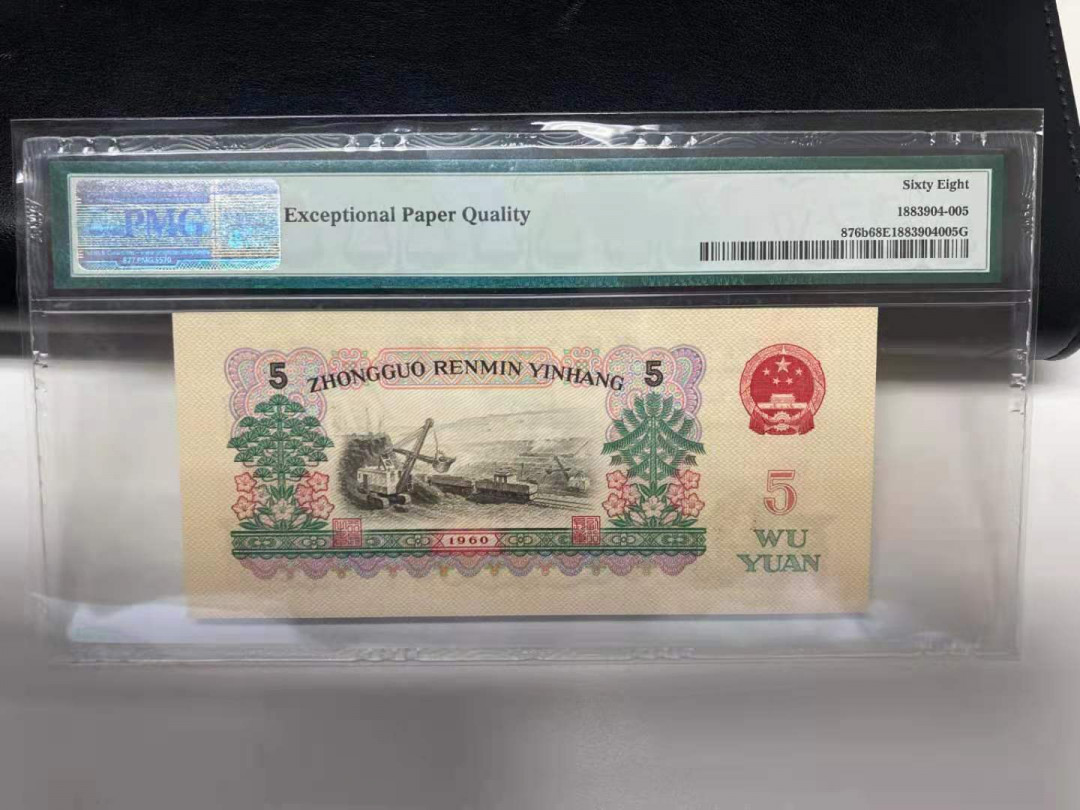 Sixty Eight
PMG
Exceptional Paper Quality
1883904-005
876b68E1883904005G
5 ZHONGGUO RENMIN YINHANG 5
5
1960
WU
YUAN